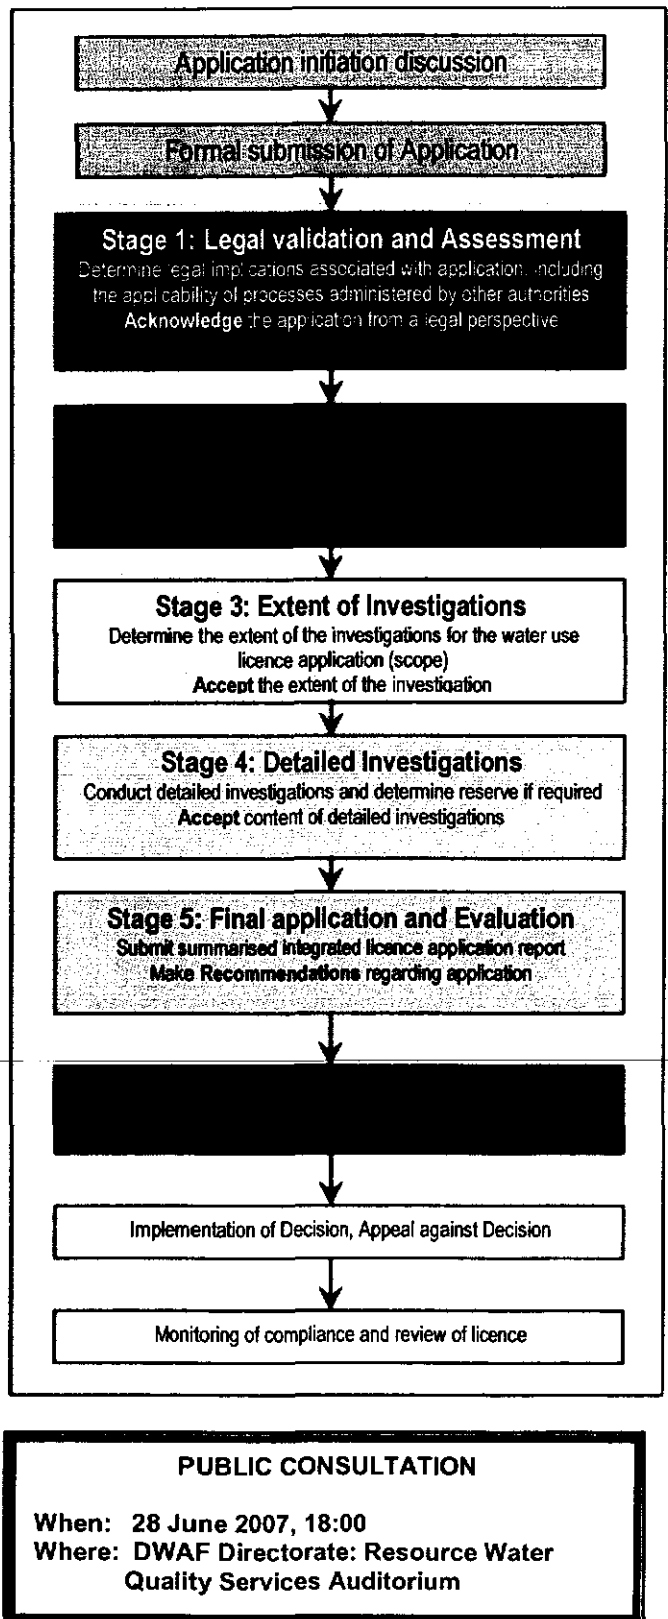 Application initiation discussion
Formal submission of Application
Stage 1: Legal validation and Assessment
Determine legal implications associated with application, including
the applicability of processes administered by other authorities
Acknowledge the application from a legal perspective
Stage 3: Extent of Investigations
Determine the extent of the investigations for the water use
licence application (scope)
Accept the extent of the investigation
Stage 4: Detailed Investigations
Conduct detailed investigations and determine reserve if required
Accept content of detailed investigations
Stage 5: Final application and Evaluation
Submit summarised integrated licence application report
Make Recommendations regarding application
Implementation of Decision, Appeal against Decision
Monitoring of compliance and review of licence
PUBLIC CONSULTATION
When: 28 June 2007, 18:00
Where: DWAF Directorate: Resource Water
Quality Services Auditorium